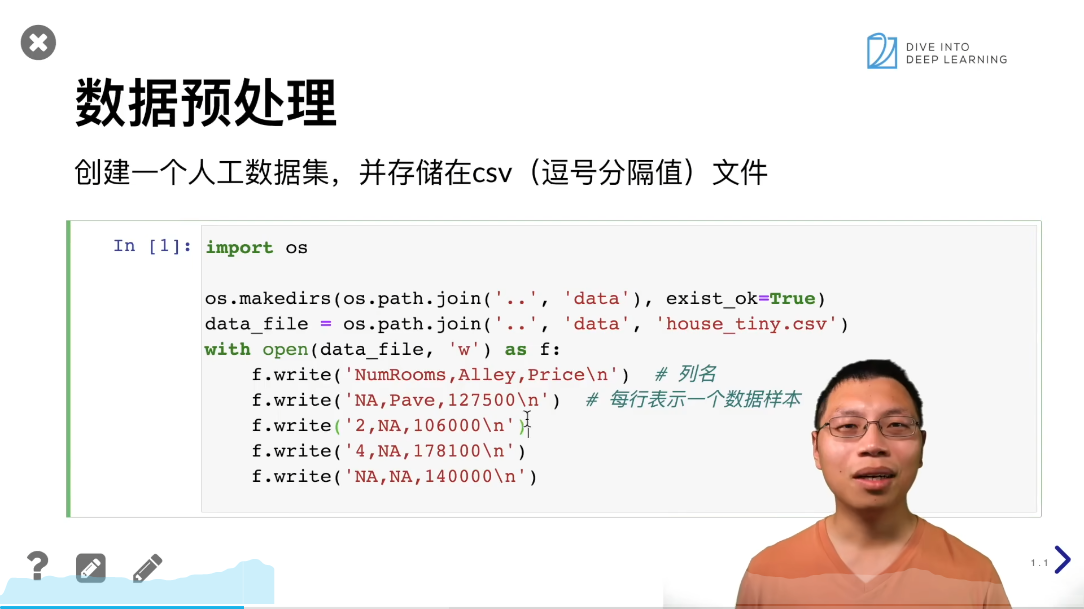 DIVE INTO
DEEP LEARNING
数据预处理
创建一个人工数据集，并存储在csv（逗号分隔值）文件
In [1]: import os
os.makedirs(os.path.join('..', 'data'), exist_ok=True)
data_file = os.path.join('..', 'data', 'house_tiny.csv')
with open(data_file, 'w') as f:
f.write('NumRooms,Alley,Price\n')  # 列名
f.write('NA,Pave,127500\n')  # 每行表示一个数据样本
f.write('2,NA,106000\n')
f.write('4,NA,178100\n')
f.write('NA,NA,140000\n')
?
1.1